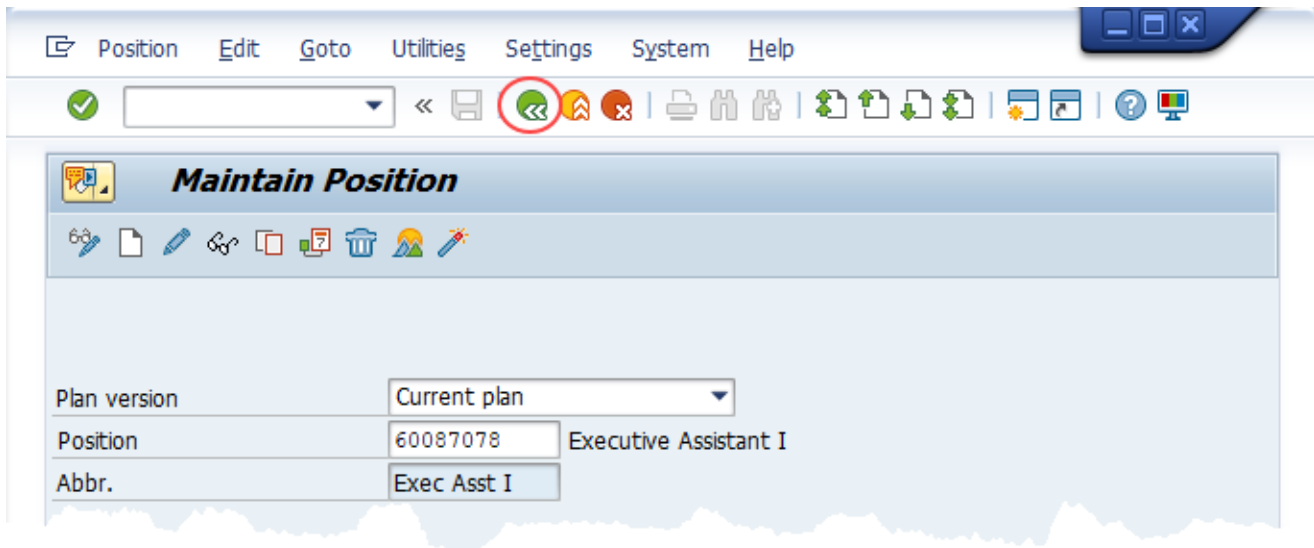 Position Edit Goto Utilities Settings System Help
Maintain Position
Plan version Current plan
Position 60087078 Executive Assistant I
Abbr. Exec Asst I